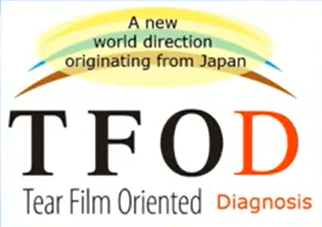 A new
world direction
originating from Japan
TFOD
Tear Film Oriented Diagnosis